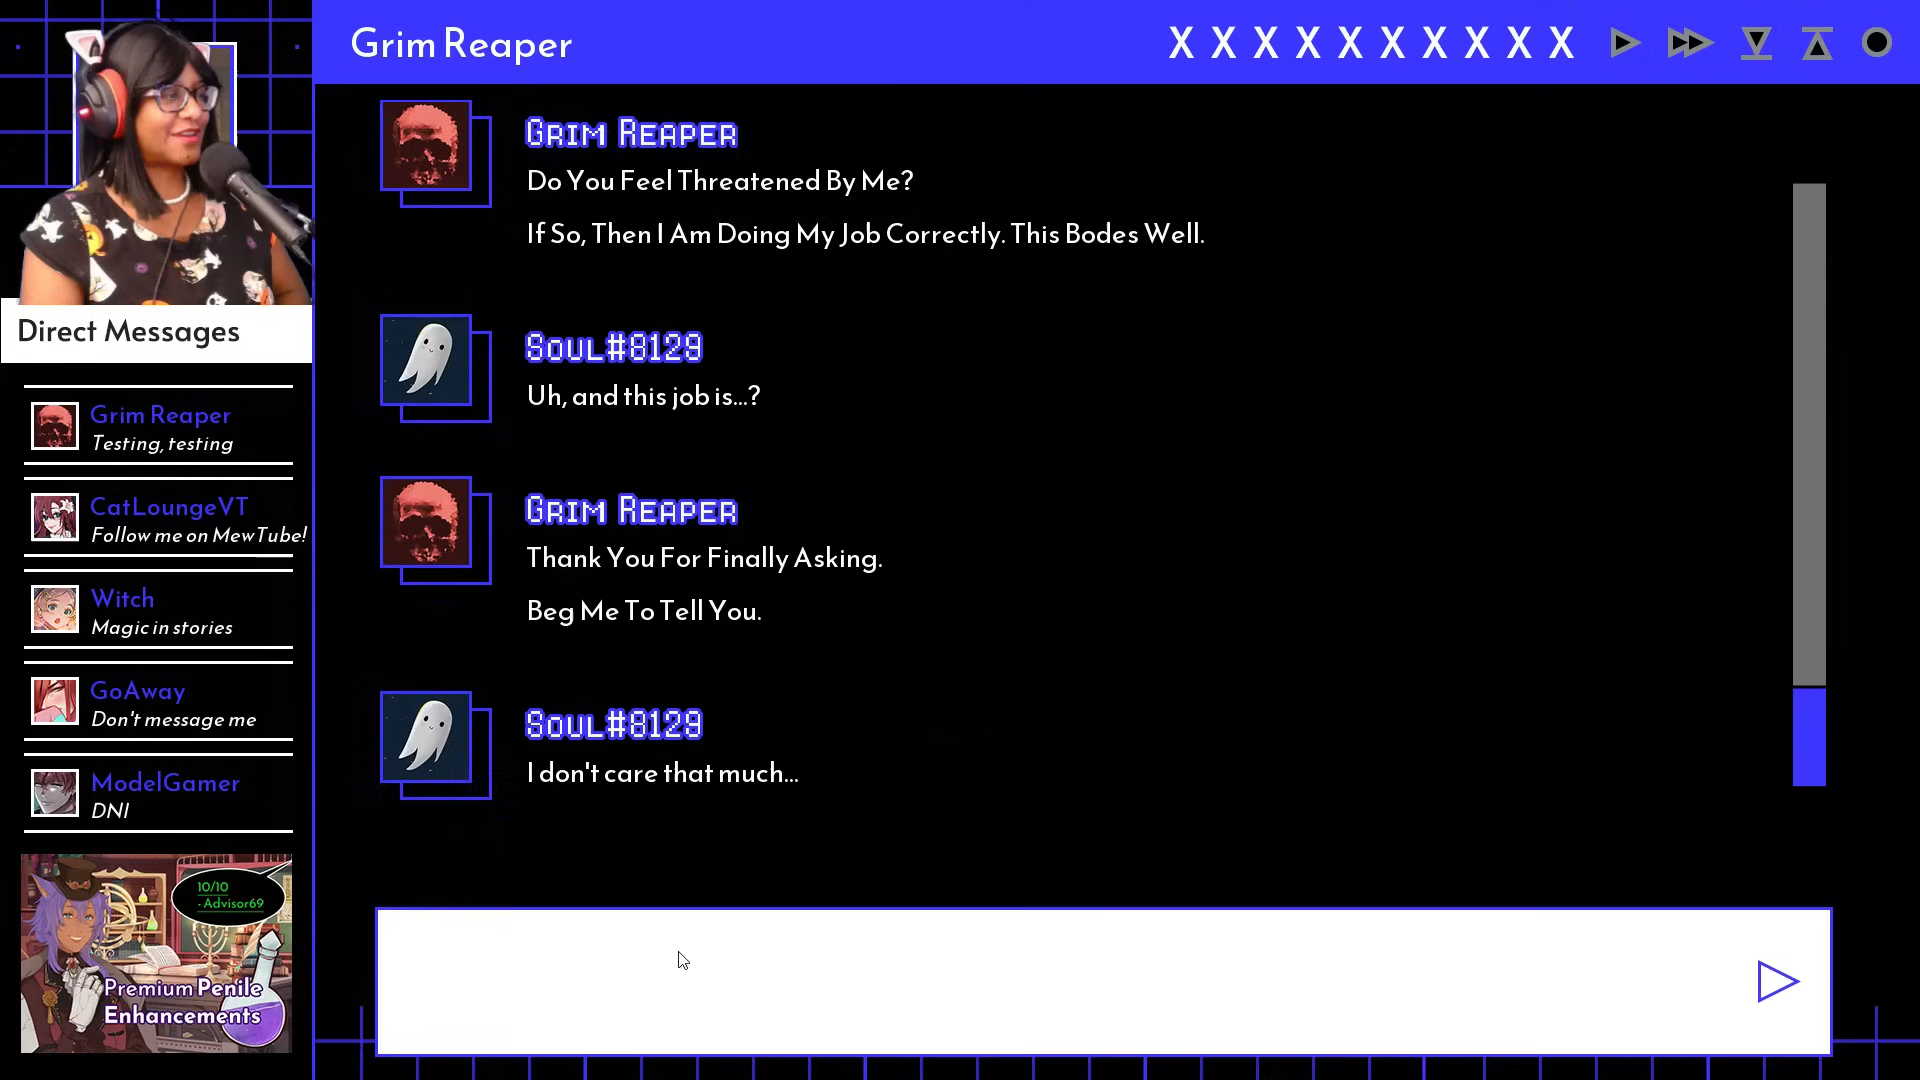 Grim Reaper
X X X X X X X X X X
Grim Reaper
Do You Feel Threatened By Me?
If So, Then I Am Doing My Job Correctly. This Bodes Well.
Soul#8129
Uh, and this job is...?
Grim Reaper
Thank You For Finally Asking.
Beg Me To Tell You.
Soul#8129
I don't care that much...
Direct Messages
Grim Reaper
Testing, testing
CatLoungeVT
Follow me on MewTube!
Witch
Magic in stories
GoAway
Don't message me
ModelGamer
DNI
10/10
- Advisor69
Premium Penile
Enhancements